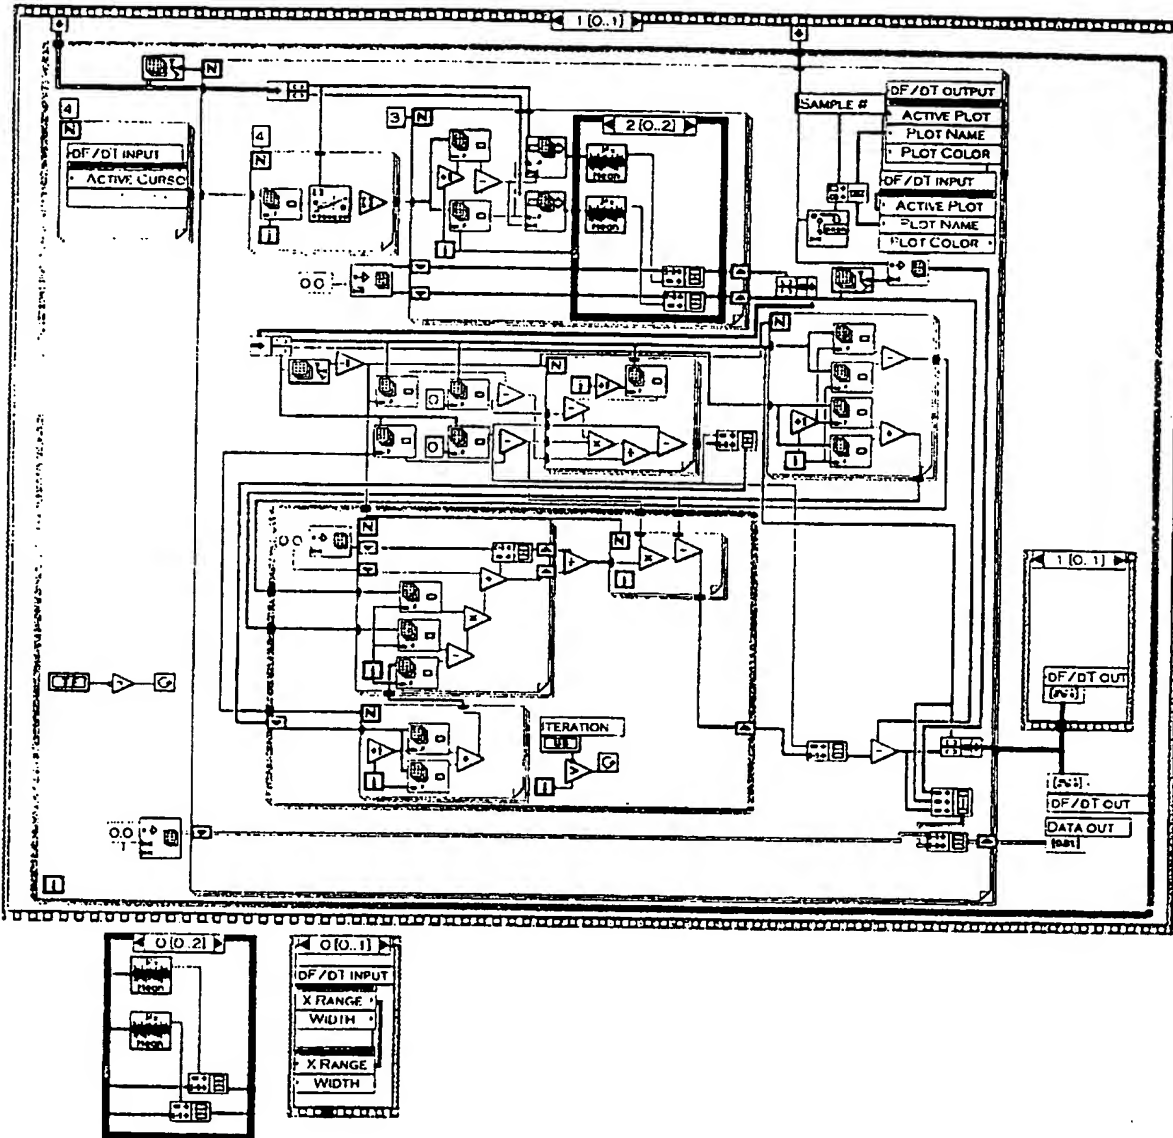 1 [0..1]
N
4
N
DF/DT INPUT
ACTIVE CURSO
4
N
i
3
N
2 [0..2]
Mean
Mean
i
SAMPLE #
DF/DT OUTPUT
ACTIVE PLOT
PLOT NAME
PLOT COLOR
DF/DT INPUT
ACTIVE PLOT
PLOT NAME
PLOT COLOR
0.0
N
i
0
0
N
i
N
N
i
i
1 [0..1]
DF/DT OUT
N
i
ITERATION
i
DF/DT OUT
DATA OUT
0.0
i
0 [0..2]
Mean
Mean
0 [0..1]
DF/DT INPUT
X RANGE
WIDTH
X RANGE
WIDTH